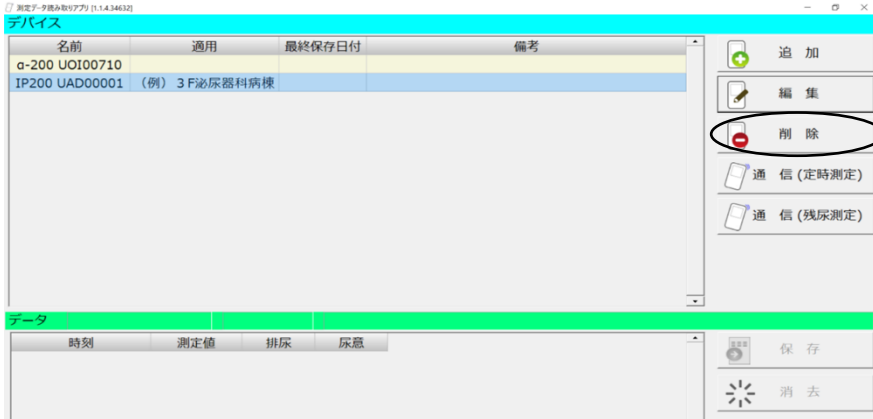 測定データ読み取りアプリ [1.1.4.34632]
デバイス
名前 適用 最終保存日付 備考
α-200 UOI00710
IP200 UAD00001 (例) 3F泌尿器科病棟
追 加
編 集
削 除
通 信 (定時測定)
通 信 (残尿測定)
データ
時刻 測定値 排尿 尿意
保 存
消 去